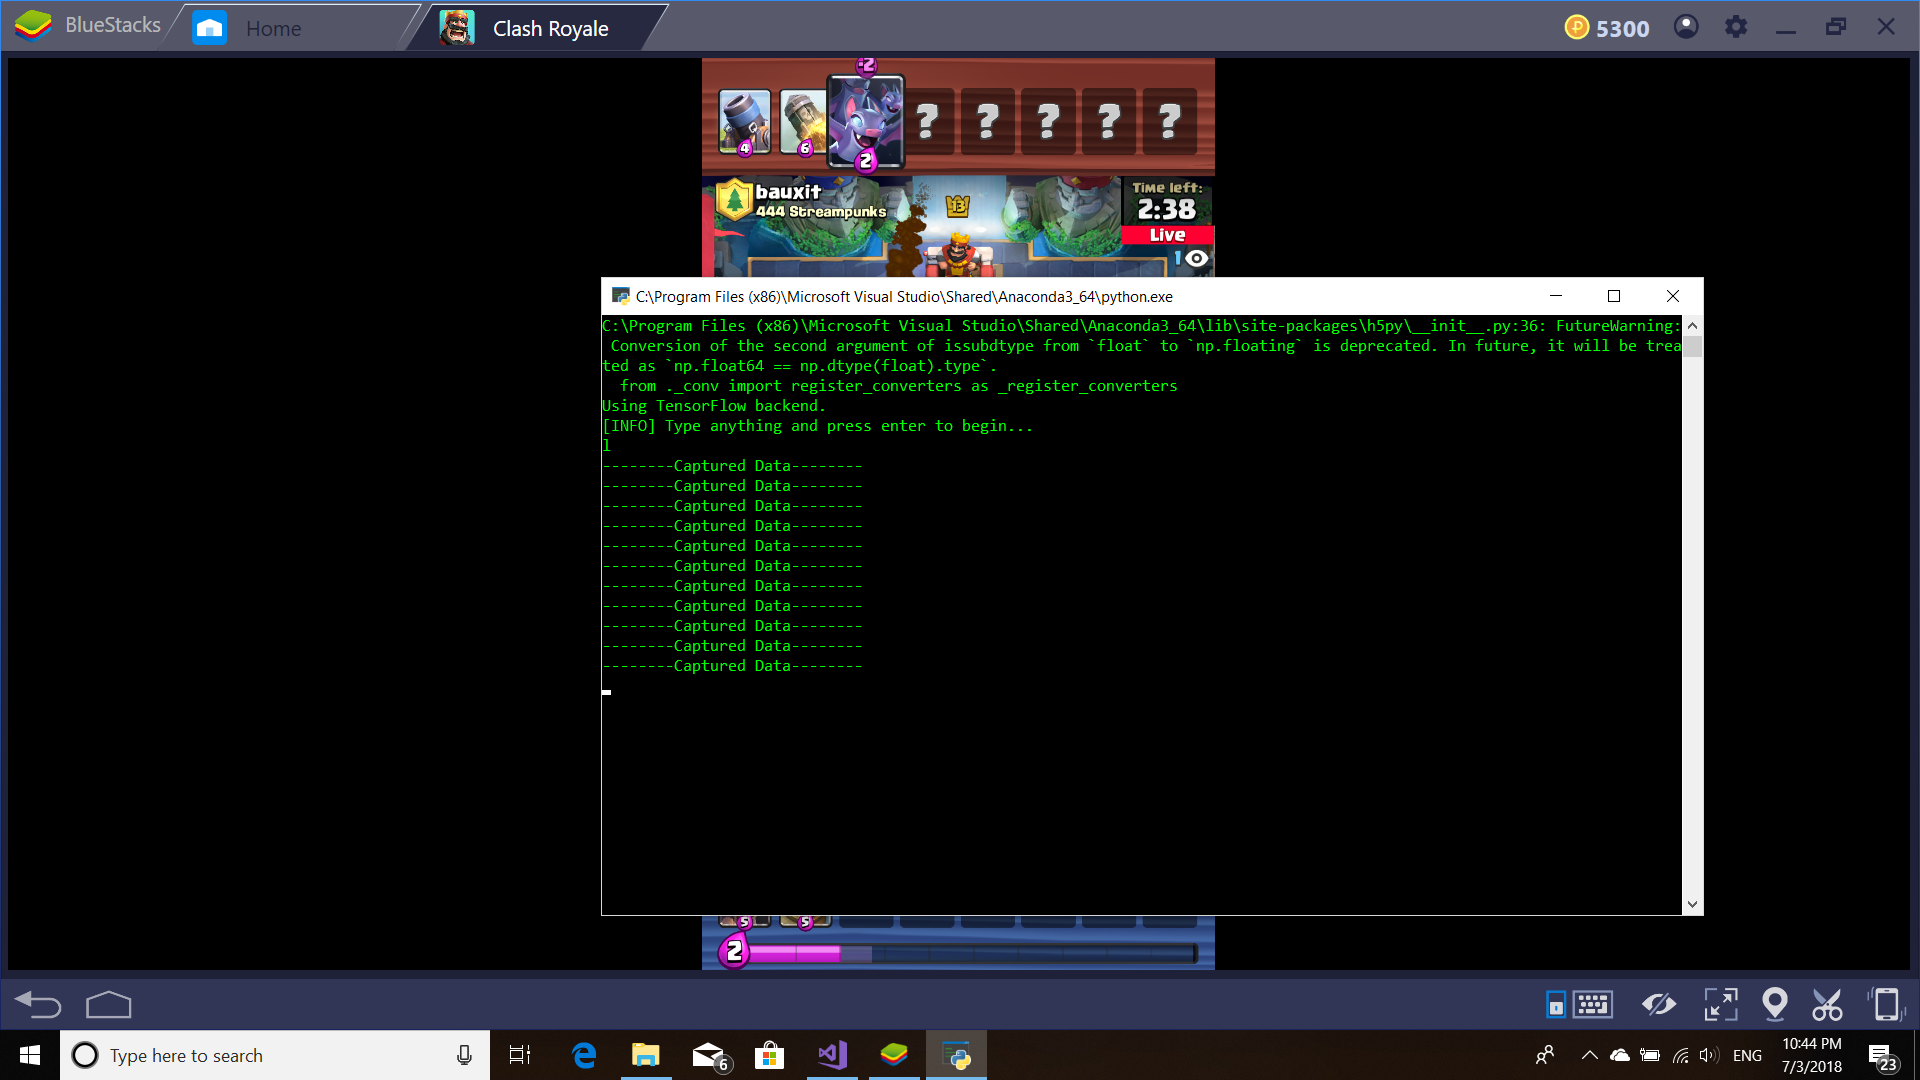 BlueStacks
Home
Clash Royale
5300
-2
4
6
2
? ? ? ? ?
bauxit
444 Streampunks
13
Time left:
2:38
Live
1
C:\Program Files (x86)\Microsoft Visual Studio\Shared\Anaconda3_64\python.exe
C:\Program Files (x86)\Microsoft Visual Studio\Shared\Anaconda3_64\lib\site-packages\h5py\__init__.py:36: FutureWarning:
Conversion of the second argument of issubdtype from `float` to `np.floating` is deprecated. In future, it will be trea
ted as `np.float64 == np.dtype(float).type`.
from ._conv import register_converters as _register_converters
Using TensorFlow backend.
[INFO] Type anything and press enter to begin...
l
--------Captured Data--------
--------Captured Data--------
--------Captured Data--------
--------Captured Data--------
--------Captured Data--------
--------Captured Data--------
--------Captured Data--------
--------Captured Data--------
--------Captured Data--------
--------Captured Data--------
--------Captured Data--------
5
5
2
Type here to search
6
ENG
10:44 PM
7/3/2018
23